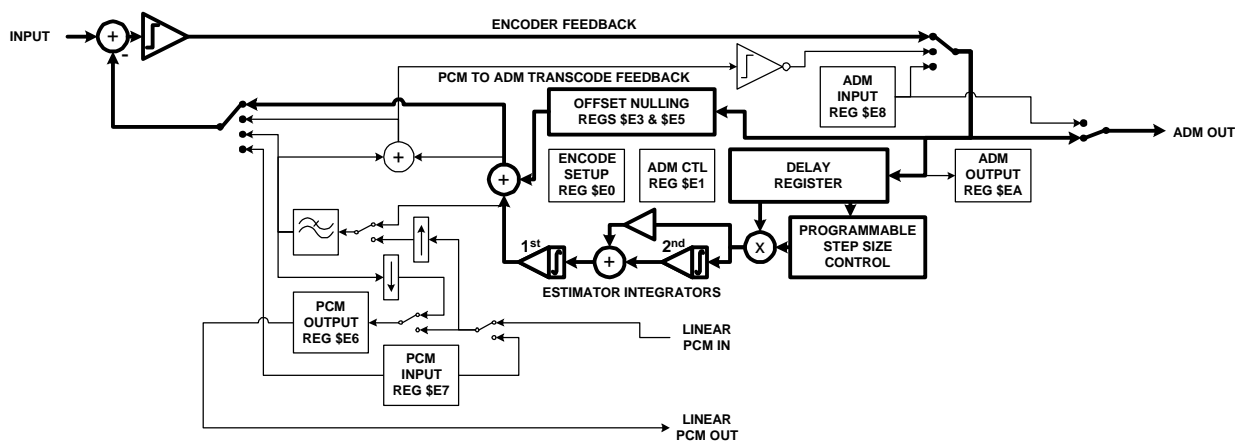 ENCODER FEEDBACK
INPUT
+
-
PCM TO ADM TRANSCODE FEEDBACK
ADM
INPUT
REG $E8
OFFSET NULLING
REGS $E3 & $E5
ADM OUT
+
ENCODE
SETUP
REG $E0
ADM CTL
REG $E1
DELAY
REGISTER
ADM
OUTPUT
REG $EA
+
PROGRAMMABLE
STEP SIZE
CONTROL
1st
2nd
X
+
ESTIMATOR INTEGRATORS
PCM
OUTPUT
REG $E6
LINEAR
PCM IN
PCM
INPUT
REG $E7
LINEAR
PCM OUT